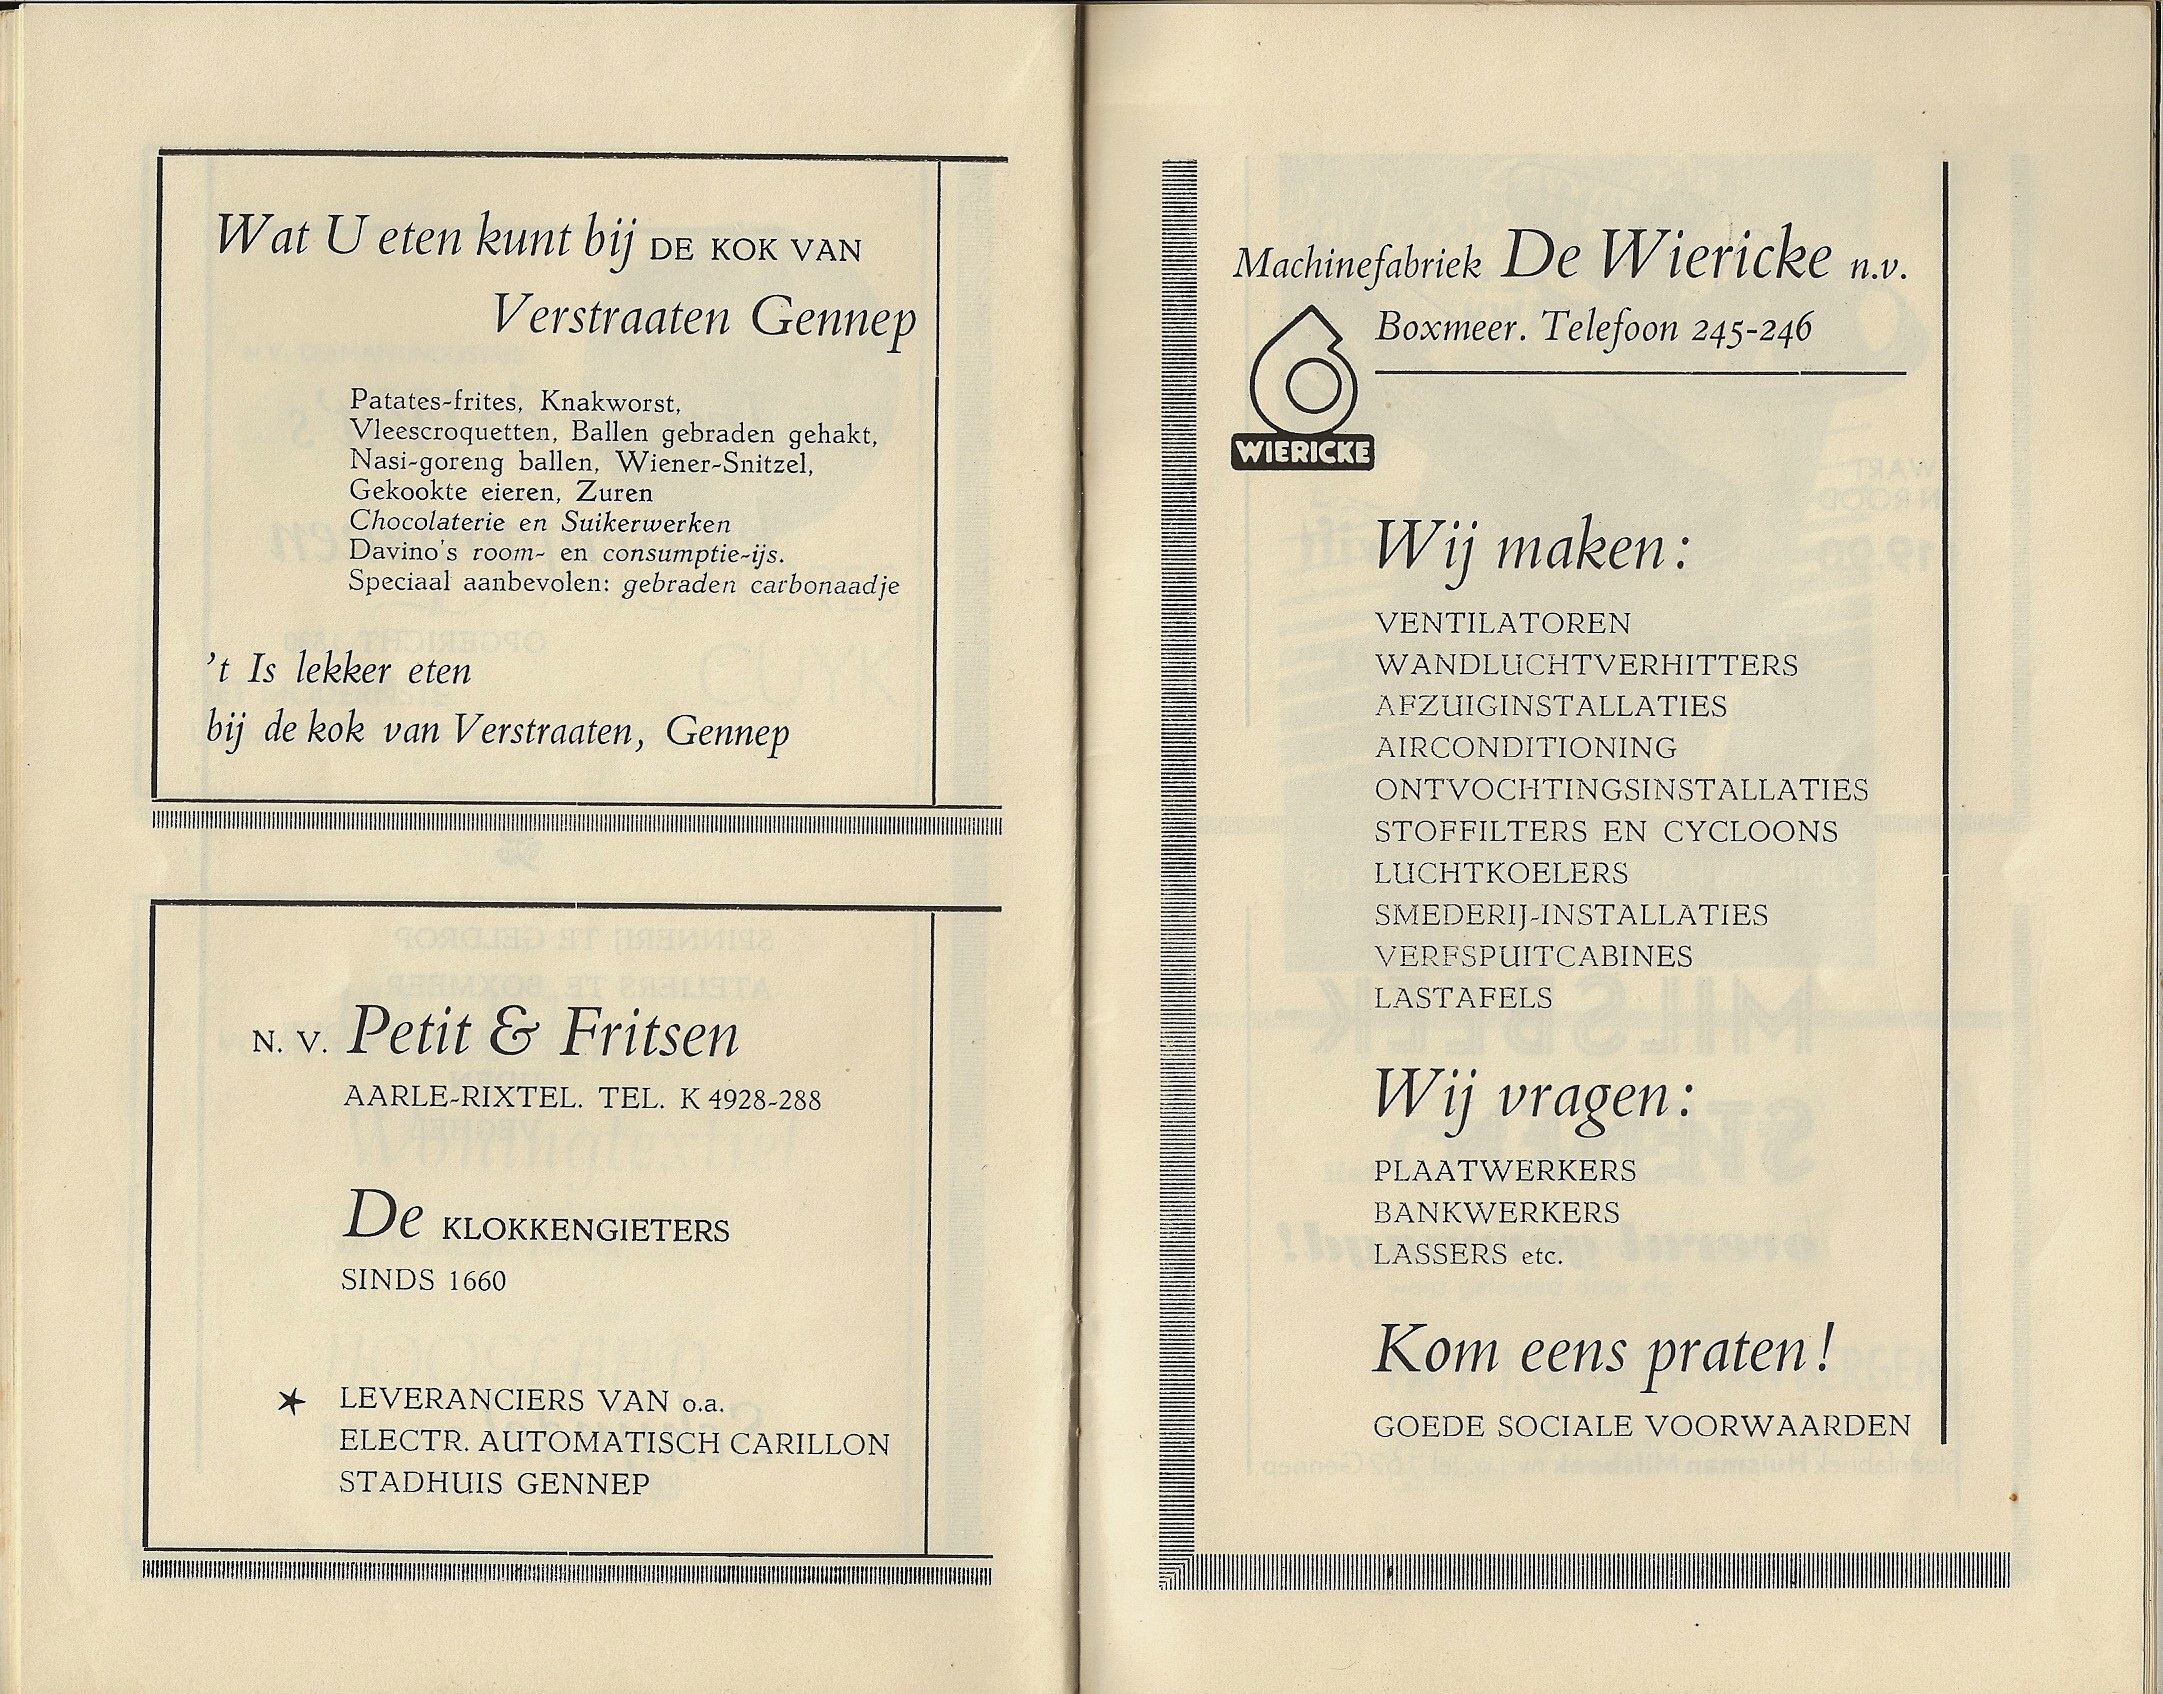 Wat U eten kunt bij DE KOK VAN
Verstraaten Gennep
Patates-frites, Knakworst,
Vleescroquetten, Ballen gebraden gehakt,
Nasi-goreng ballen, Wiener-Snitzel,
Gekookte eieren, Zuren
Chocolaterie en Suikerwerken
Davino's room- en consumptie-ijs.
Speciaal aanbevolen: gebraden carbonaadje
't Is lekker eten
bij de kok van Verstraaten, Gennep
N. V. Petit & Fritsen
AARLE-RIXTEL. TEL. K 4928-288
De KLOKKENGIETERS
SINDS 1660
LEVERANCIERS VAN o.a.
ELECTR. AUTOMATISCH CARILLON
STADHUIS GENNEP
Machinefabriek De Wiericke n.v.
Boxmeer. Telefoon 245-246
WIERICKE
Wij maken:
VENTILATOREN
WANDLUCHTVERHITTERS
AFZUIGINSTALLATIES
AIRCONDITIONING
ONTVOCHTINGSINSTALLATIES
STOFFILTERS EN CYCLOONS
LUCHTKOELERS
SMEDERIJ-INSTALLATIES
VERFSPUITCABINES
LASTAFELS
Wij vragen:
PLAATWERKERS
BANKWERKERS
LASSERS etc.
Kom eens praten!
GOEDE SOCIALE VOORWAARDEN